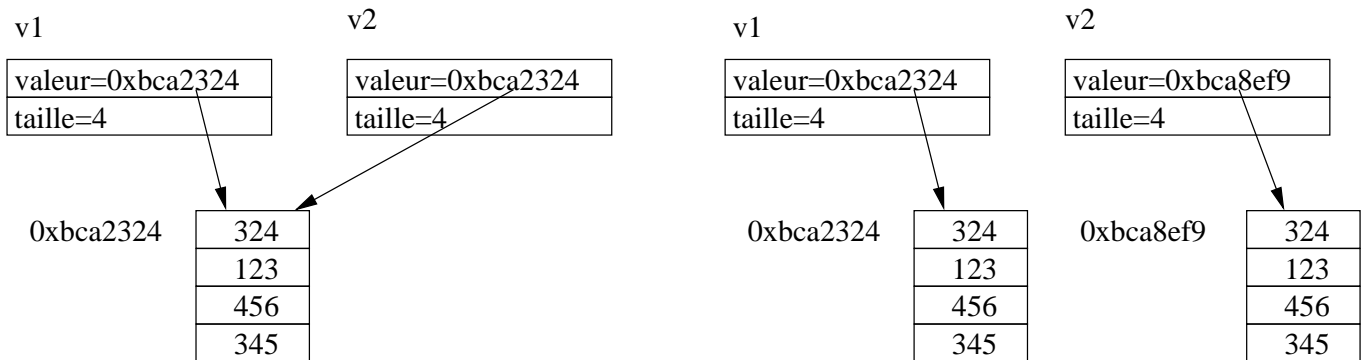 v1
v2
valeur=0xbca2324
taille=4
valeur=0xbca2324
taille=4
0xbca2324
324
123
456
345
v1
v2
valeur=0xbca2324
taille=4
valeur=0xbca8ef9
taille=4
0xbca2324
324
123
456
345
0xbca8ef9
324
123
456
345